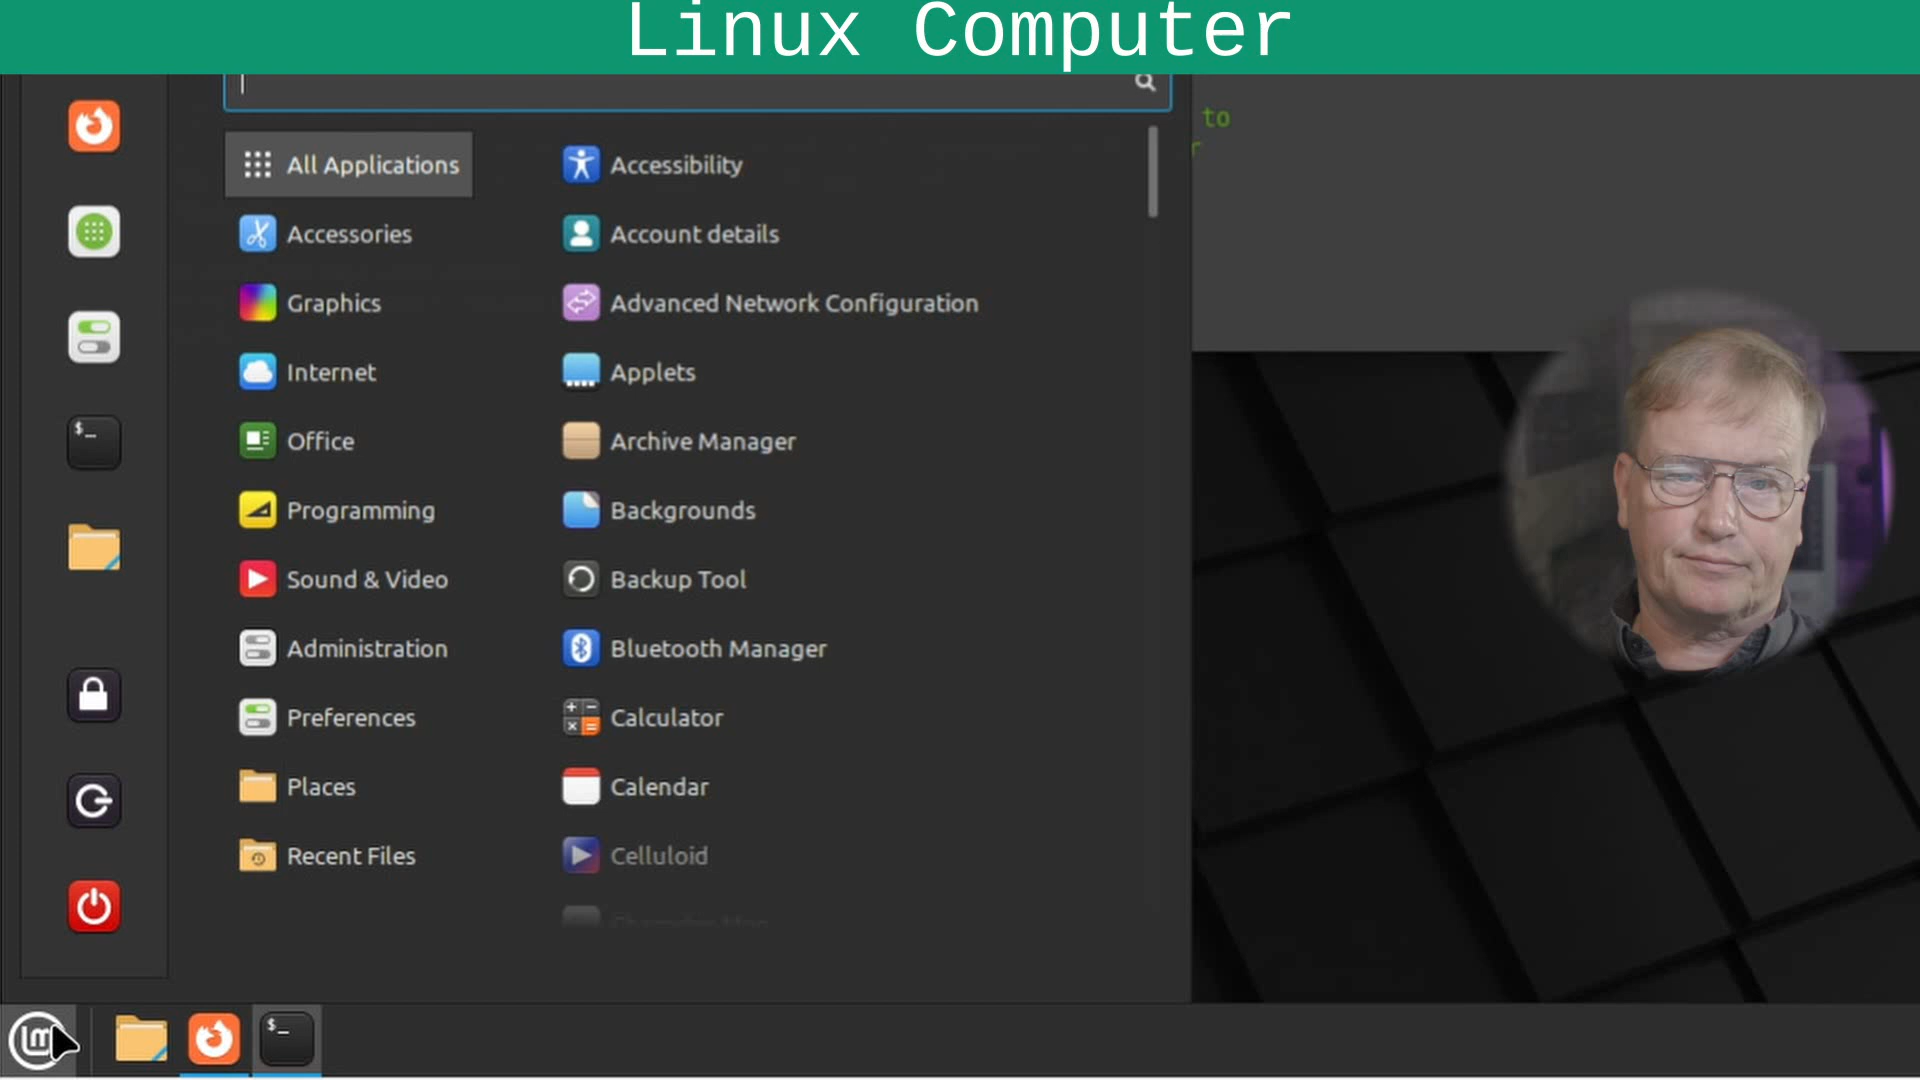 Linux Computer
to
r
All Applications
Accessories
Graphics
Internet
Office
Programming
Sound & Video
Administration
Preferences
Places
Recent Files
Accessibility
Account details
Advanced Network Configuration
Applets
Archive Manager
Backgrounds
Backup Tool
Bluetooth Manager
Calculator
Calendar
Celluloid
$_
$_